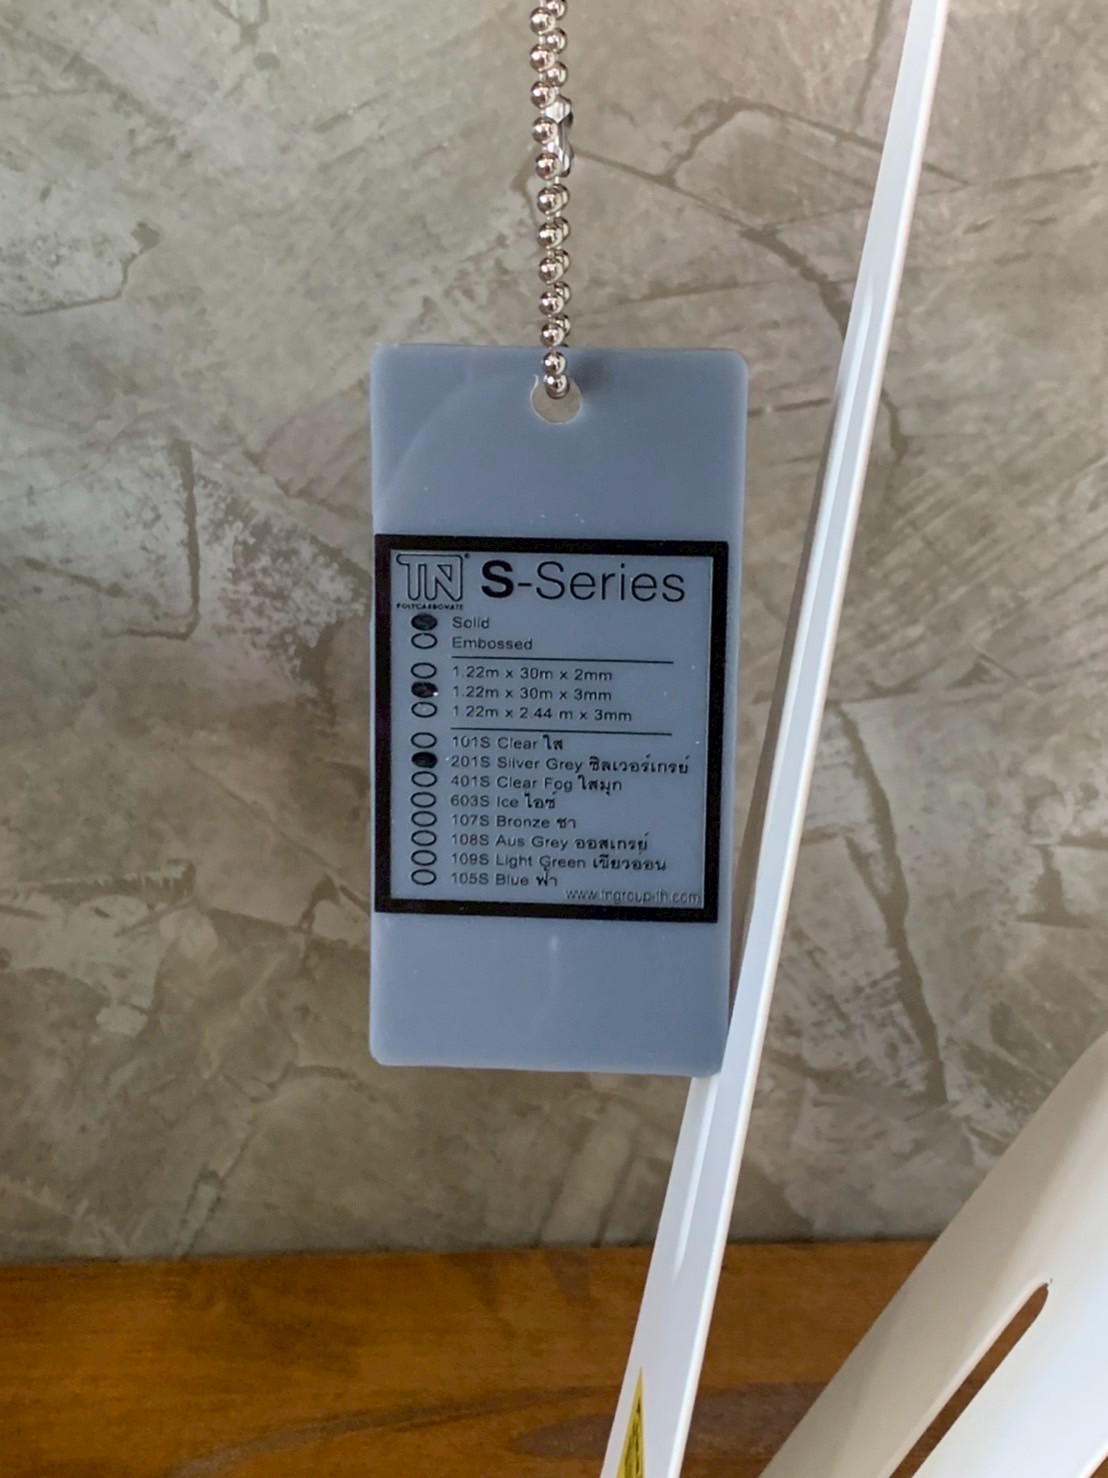 TN®
POLYCARBONATE
S-Series
Solid
Embossed
1.22m x 30m x 2mm
1.22m x 30m x 3mm
1.22m x 2.44 m x 3mm
101S Clear ใส
201S Silver Grey ซิลเวอร์เกรย์
401S Clear Fog ใสมุก
603S Ice ไอซ์
107S Bronze ชา
108S Aus Grey ออสเกรย์
109S Light Green เขียวออน
105S Blue ฟ้า
www.tngroup-th.com